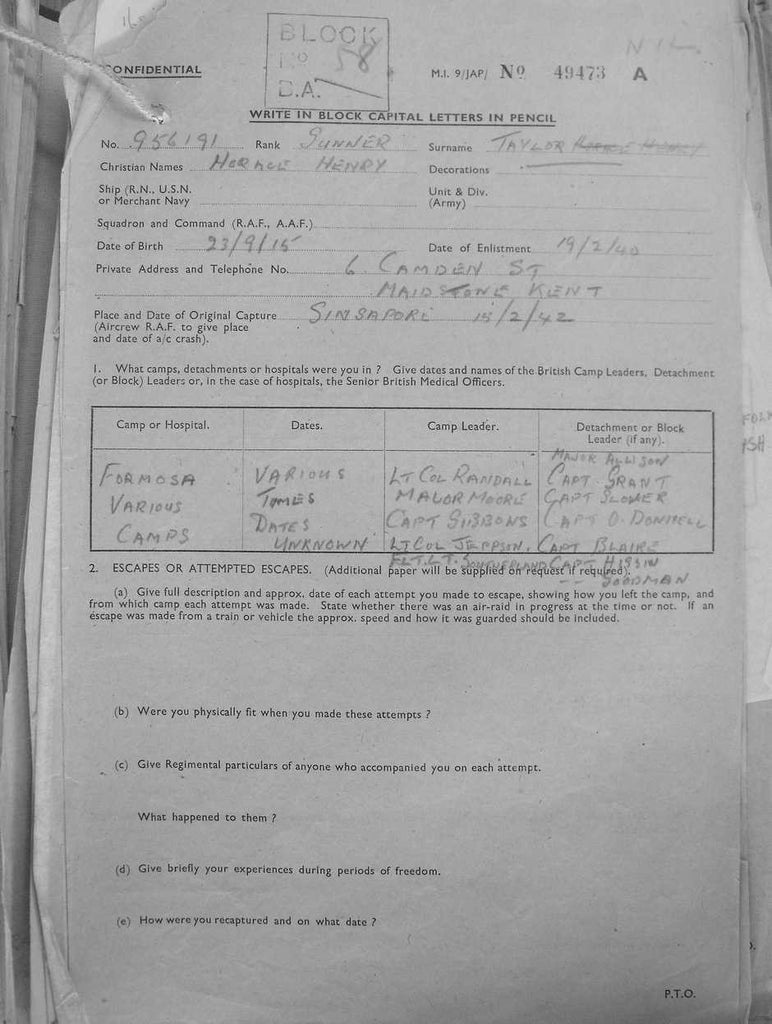 BLOCK
No 58
D.A.
NIL
CONFIDENTIAL
M.I. 9/JAP/ No 49473 A
WRITE IN BLOCK CAPITAL LETTERS IN PENCIL
No. 956191 Rank GUNNER Surname TAYLOR
Christian Names HORACE HENRY Decorations
Ship (R.N., U.S.N. or Merchant Navy
Unit & Div. (Army)
Squadron and Command (R.A.F., A.A.F.)
Date of Birth 23/9/15 Date of Enlistment 19/2/40
Private Address and Telephone No. 6 CAMDEN ST
MAIDSTONE KENT
Place and Date of Original Capture SINGAPORE 15/2/42
(Aircrew R.A.F. to give place
and date of a/c crash).
1. What camps, detachments or hospitals were you in ? Give dates and names of the British Camp Leaders, Detachment
(or Block) Leaders or, in the case of hospitals, the Senior British Medical Officers.
Camp or Hospital. Dates. Camp Leader. Detachment or Block
Leader (if any).
MAJOR ALLISON
FORMOSA VARIOUS LT COL RANDALL CAPT GRANT
VARIOUS TIMES MAJOR MOORE CAPT
CAMPS DATES CAPT GIBBONS CAPT O. DONNELL
UNKNOWN LT COL JEPPSON. CAPT BLAIRE
FLT. LT. CAPT
GOODMAN
2. ESCAPES OR ATTEMPTED ESCAPES. (Additional paper will be supplied on request if required).
(a) Give full description and approx. date of each attempt you made to escape, showing how you left the camp, and
from which camp each attempt was made. State whether there was an air-raid in progress at the time or not. If an
escape was made from a train or vehicle the approx. speed and how it was guarded should be included.
(b) Were you physically fit when you made these attempts ?
(c) Give Regimental particulars of anyone who accompanied you on each attempt.
What happened to them ?
(d) Give briefly your experiences during periods of freedom.
(e) How were you recaptured and on what date ?
P.T.O.